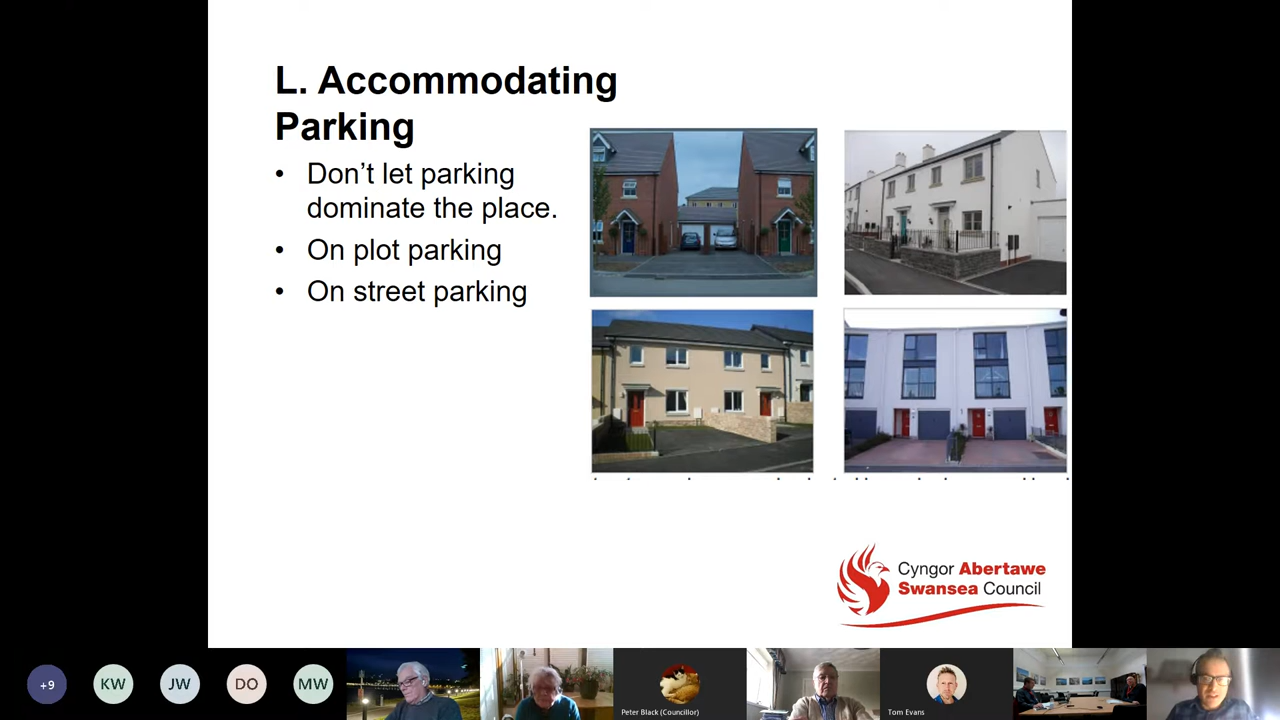 L. Accommodating
Parking
• Don’t let parking
dominate the place.
• On plot parking
• On street parking
Cyngor Abertawe
Swansea Council
+9
KW
JW
DO
MW
Peter Black (Councillor)
Tom Evans